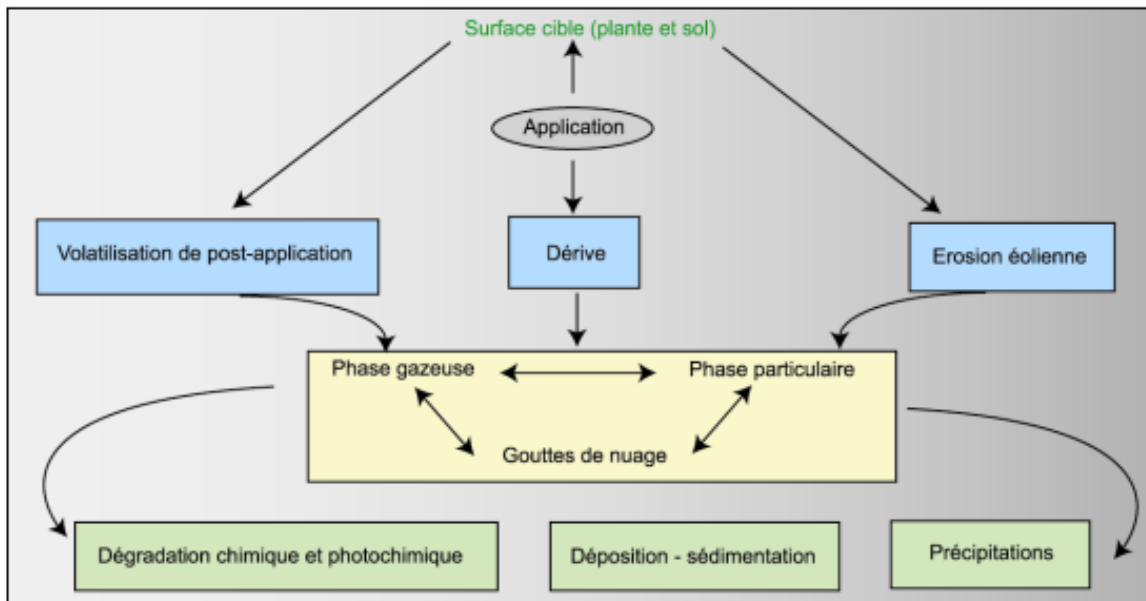 Surface cible (plante et sol)
Application
Volatilisation de post-application
Dérive
Erosion éolienne
Phase gazeuse
Phase particulaire
Gouttes de nuage
Dégradation chimique et photochimique
Déposition - sédimentation
Précipitations